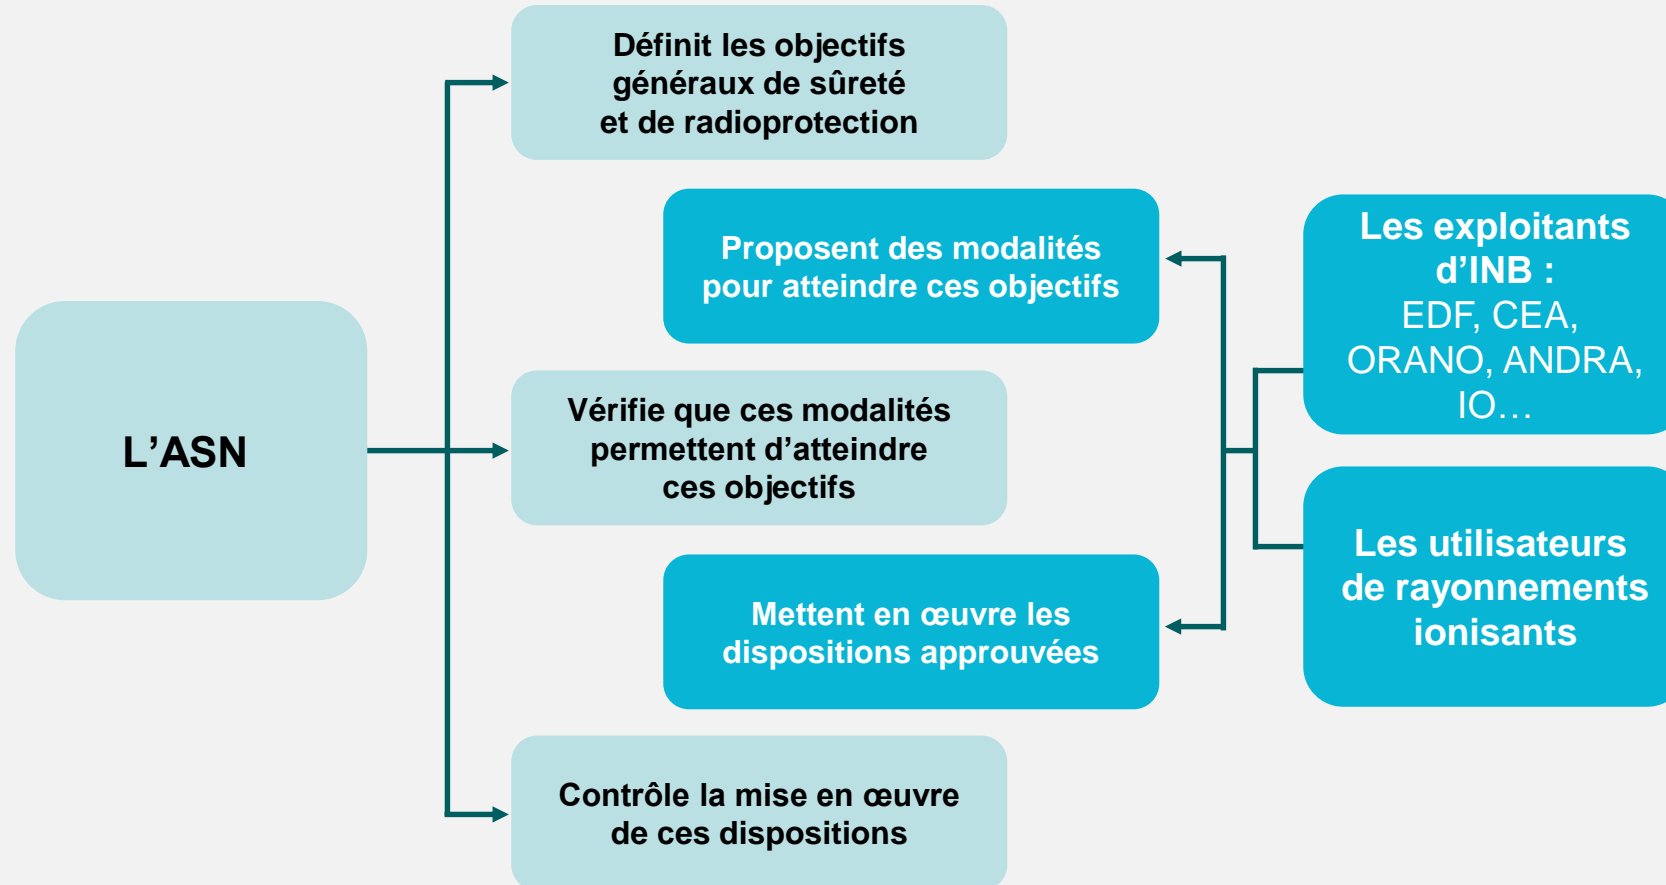 Définit les objectifs
généraux de sûreté
et de radioprotection
Proposent des modalités
pour atteindre ces objectifs
Les exploitants
d’INB :
EDF, CEA,
ORANO, ANDRA,
IO…
L’ASN
Vérifie que ces modalités
permettent d’atteindre
ces objectifs
Mettent en œuvre les
dispositions approuvées
Les utilisateurs
de rayonnements
ionisants
Contrôle la mise en œuvre
de ces dispositions